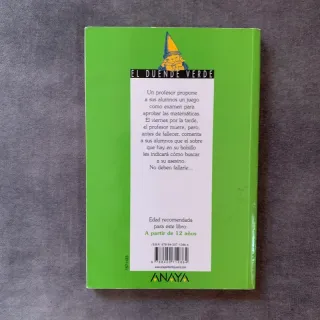 EL DUENDE VERDE
Un profesor propone
a sus alumnos un juego
como examen para
aprobar las matemáticas.
El viernes por la tarde,
el profesor muere, pero,
antes de fallecer, comenta
a sus alumnos que el sobre
que hay en su bolsillo
les indicará cómo buscar
a su asesino.
No deben fallarle...
Edad recomendada
para este libro:
A partir de 12 años
ANAYA